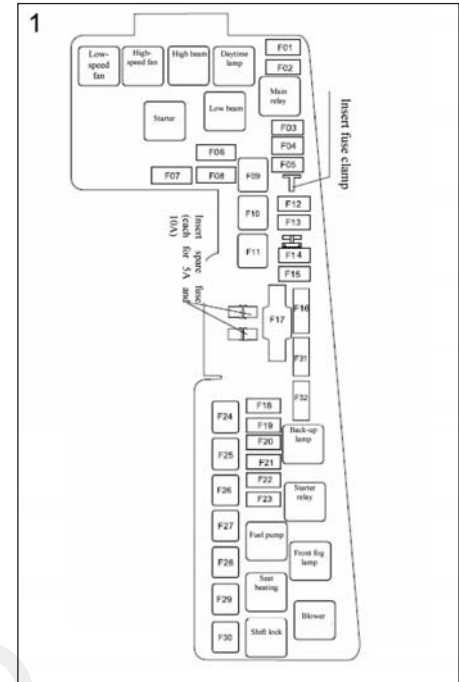 1
Low-
speed
fan
High-
speed fan
High beam
Daytime
lamp
F01
F02
Main
relay
Starter
Low beam
F03
F04
F05
Insert fuse clamp
F06
F07
F08
F09
F10
F11
F12
F13
F14
F15
Insert spare fuse
(each for 5A and
10A)
F16
F17
F31
F32
F18
F19
F20
F21
F22
F23
F24
F25
F26
F27
F28
F29
F30
Back-up
lamp
Starter
relay
Fuel pump
Front fog
lamp
Seat
heating
Blower
Shift lock